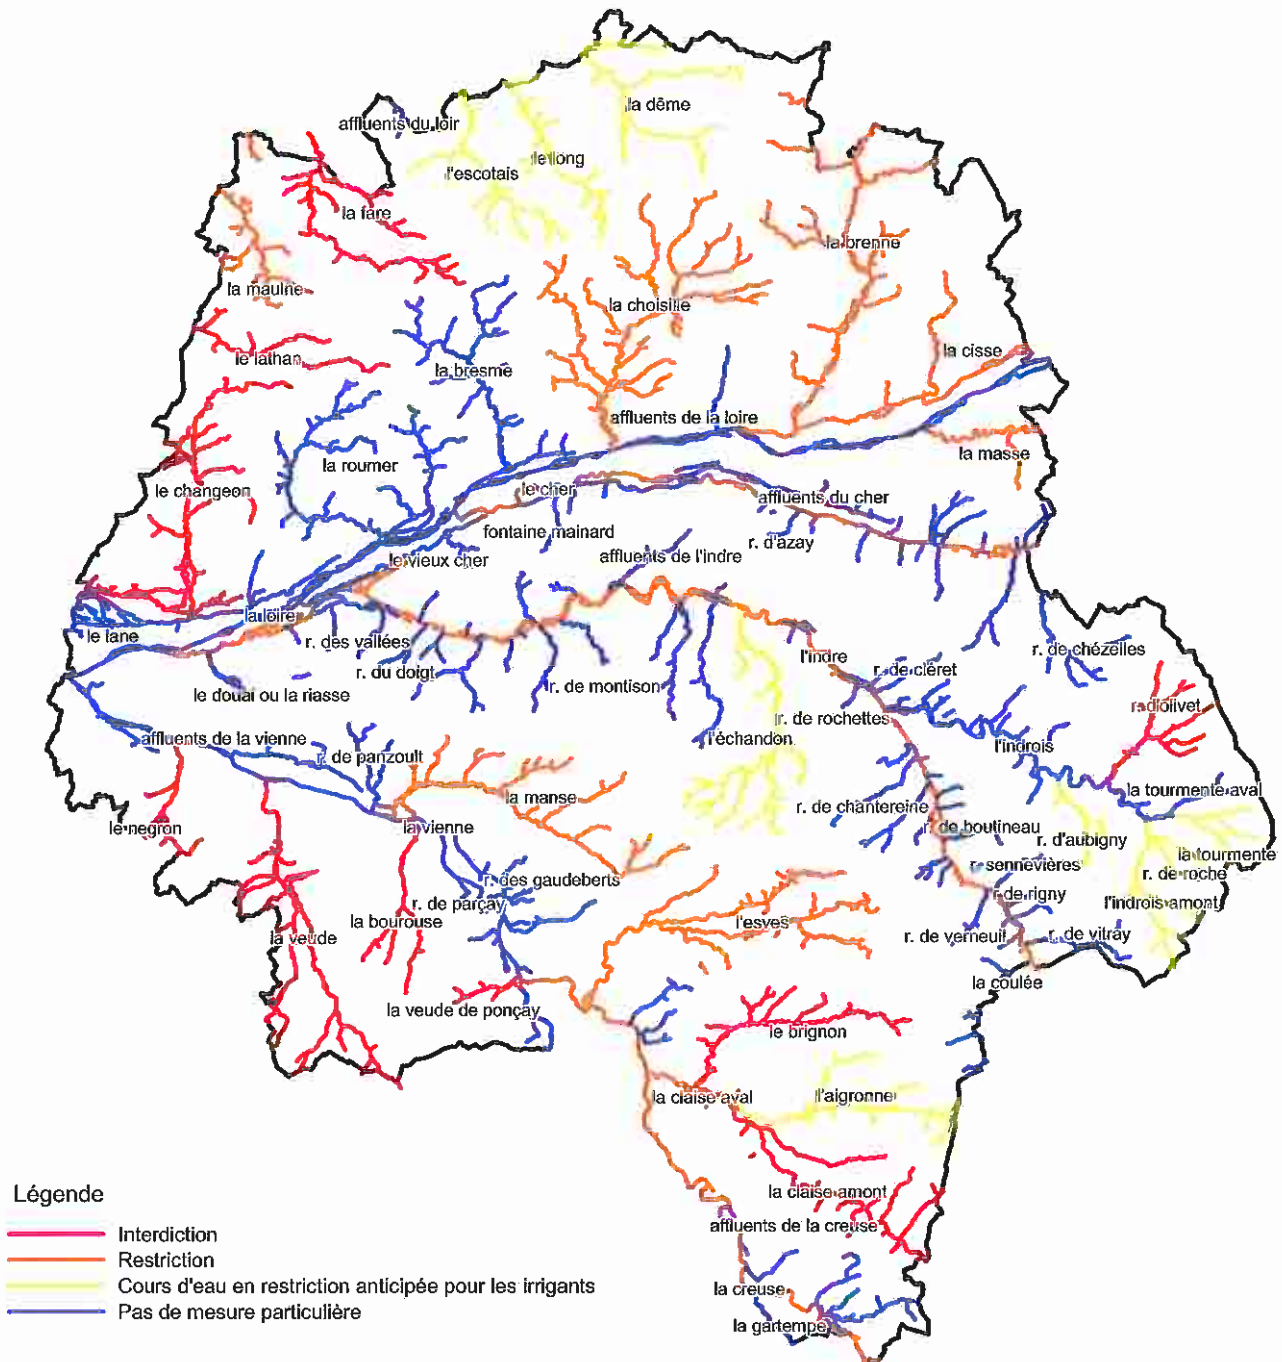 la dême
affluents du loir
le long
l'escotais
la fare
la brenne
la maulne
la choisille
la cisse
le lathan
la bresme
affluents de la loire
la masse
la roumer
le changeon
le cher
affluents du cher
fontaine mainard
r. d'azay
affluents de l'indre
le vieux cher
la loire
le lane
r. des vallées
r. du doigt
l'indre
r. de chézelles
r. de cléret
le douai ou la riasse
r. de montison
r. d'olivet
r. de rochettes
affluents de la vienne
l'échandon
l'indrois
r. de panzoult
la tourmente aval
la manse
r. de chantereine
le negron
la vienne
r. de boutineau
r. d'aubigny
la tourmente
r. sennevières
r. de roche
r. des gaudeberts
r. de rigny
l'indrois amont
r. de parçay
la bourouse
l'esves
la veude
r. de verneuil
r. de vitray
la coulée
la veude de ponçay
le brignon
la claise aval
l'aigronne
la claise amont
affluents de la creuse
la creuse
la gartempe
Légende
Interdiction
Restriction
Cours d'eau en restriction anticipée pour les irrigants
Pas de mesure particulière